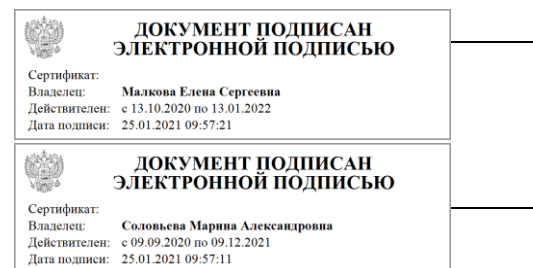 ДОКУМЕНТ ПОДПИСАН
ЭЛЕКТРОННОЙ ПОДПИСЬЮ
Сертификат:
Владелец: Малкова Елена Сергеевна
Действителен: с 13.10.2020 по 13.01.2022
Дата подписи: 25.01.2021 09:57:21
ДОКУМЕНТ ПОДПИСАН
ЭЛЕКТРОННОЙ ПОДПИСЬЮ
Сертификат:
Владелец: Соловьева Марина Александровна
Действителен: с 09.09.2020 по 09.12.2021
Дата подписи: 25.01.2021 09:57:11